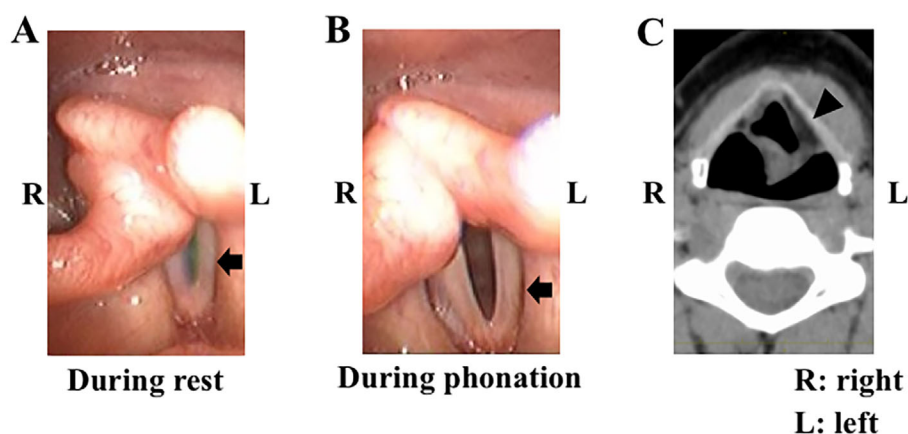 A
B
C
R
L
R
L
R
L
During rest
During phonation
R: right
L: left